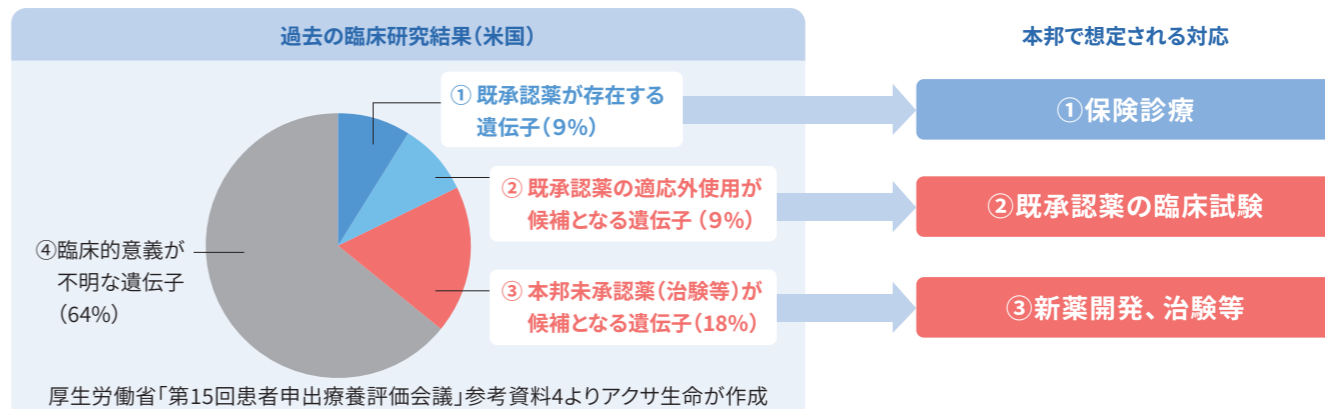 過去の臨床研究結果(米国)
本邦で想定される対応
① 既承認薬が存在する
遺伝子(9%)
①保険診療
② 既承認薬の適応外使用が
候補となる遺伝子 (9%)
②既承認薬の臨床試験
④臨床的意義が
不明な遺伝子
(64%)
③ 本邦未承認薬(治験等)が
候補となる遺伝子(18%)
③新薬開発、治験等
厚生労働省「第15回患者申出療養評価会議」参考資料4よりアクサ生命が作成